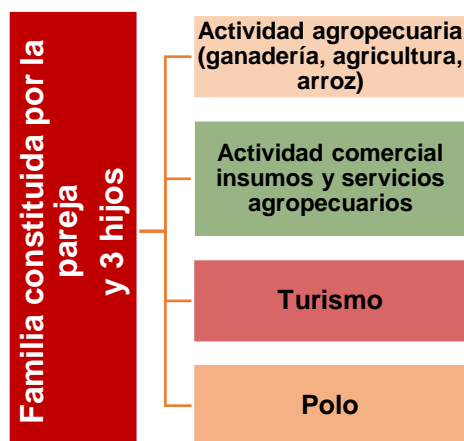 Familia constituida por la
pareja
y 3 hijos
Actividad agropecuaria
(ganadería, agricultura,
arroz)
Actividad comercial
insumos y servicios
agropecuarios
Turismo
Polo